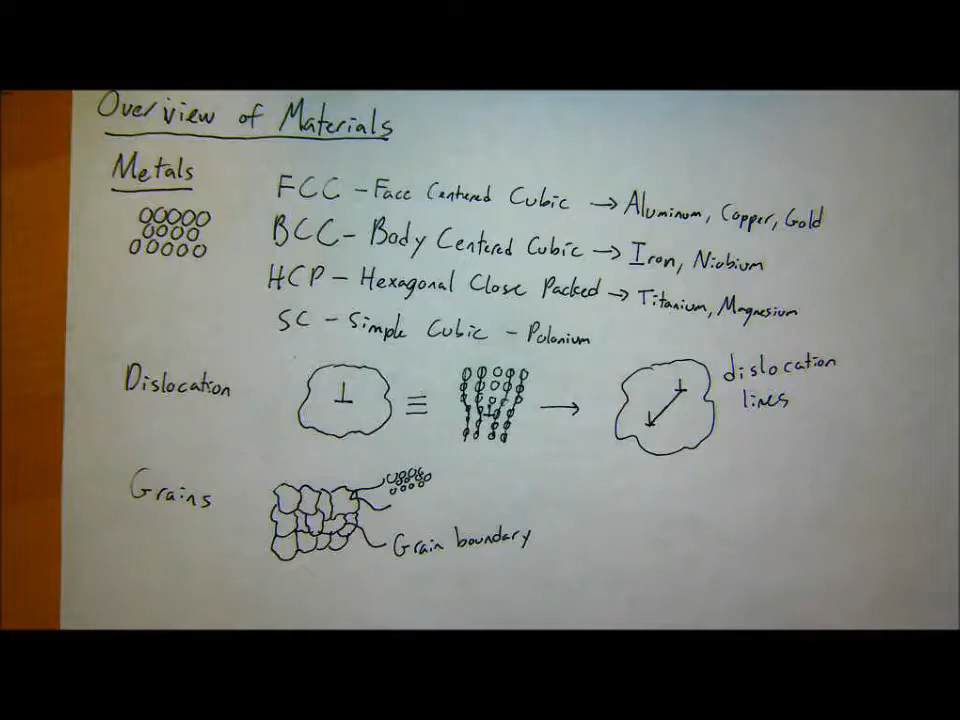 Overview of Materials
Metals
FCC - Face Centered Cubic → Aluminum, Copper, Gold
BCC - Body Centered Cubic → Iron, Niobium
HCP - Hexagonal Close Packed → Titanium, Magnesium
SC - Simple Cubic - Polonium
Dislocation
⊥ ≡ ⊥ → ⊥
dislocation
lines
Grains
Grain boundary